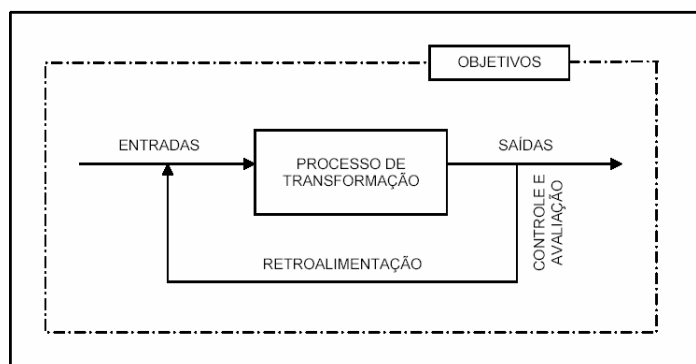 OBJETIVOS
ENTRADAS
PROCESSO DE
TRANSFORMAÇÃO
SAÍDAS
CONTROLE E
AVALIAÇÃO
RETROALIMENTAÇÃO